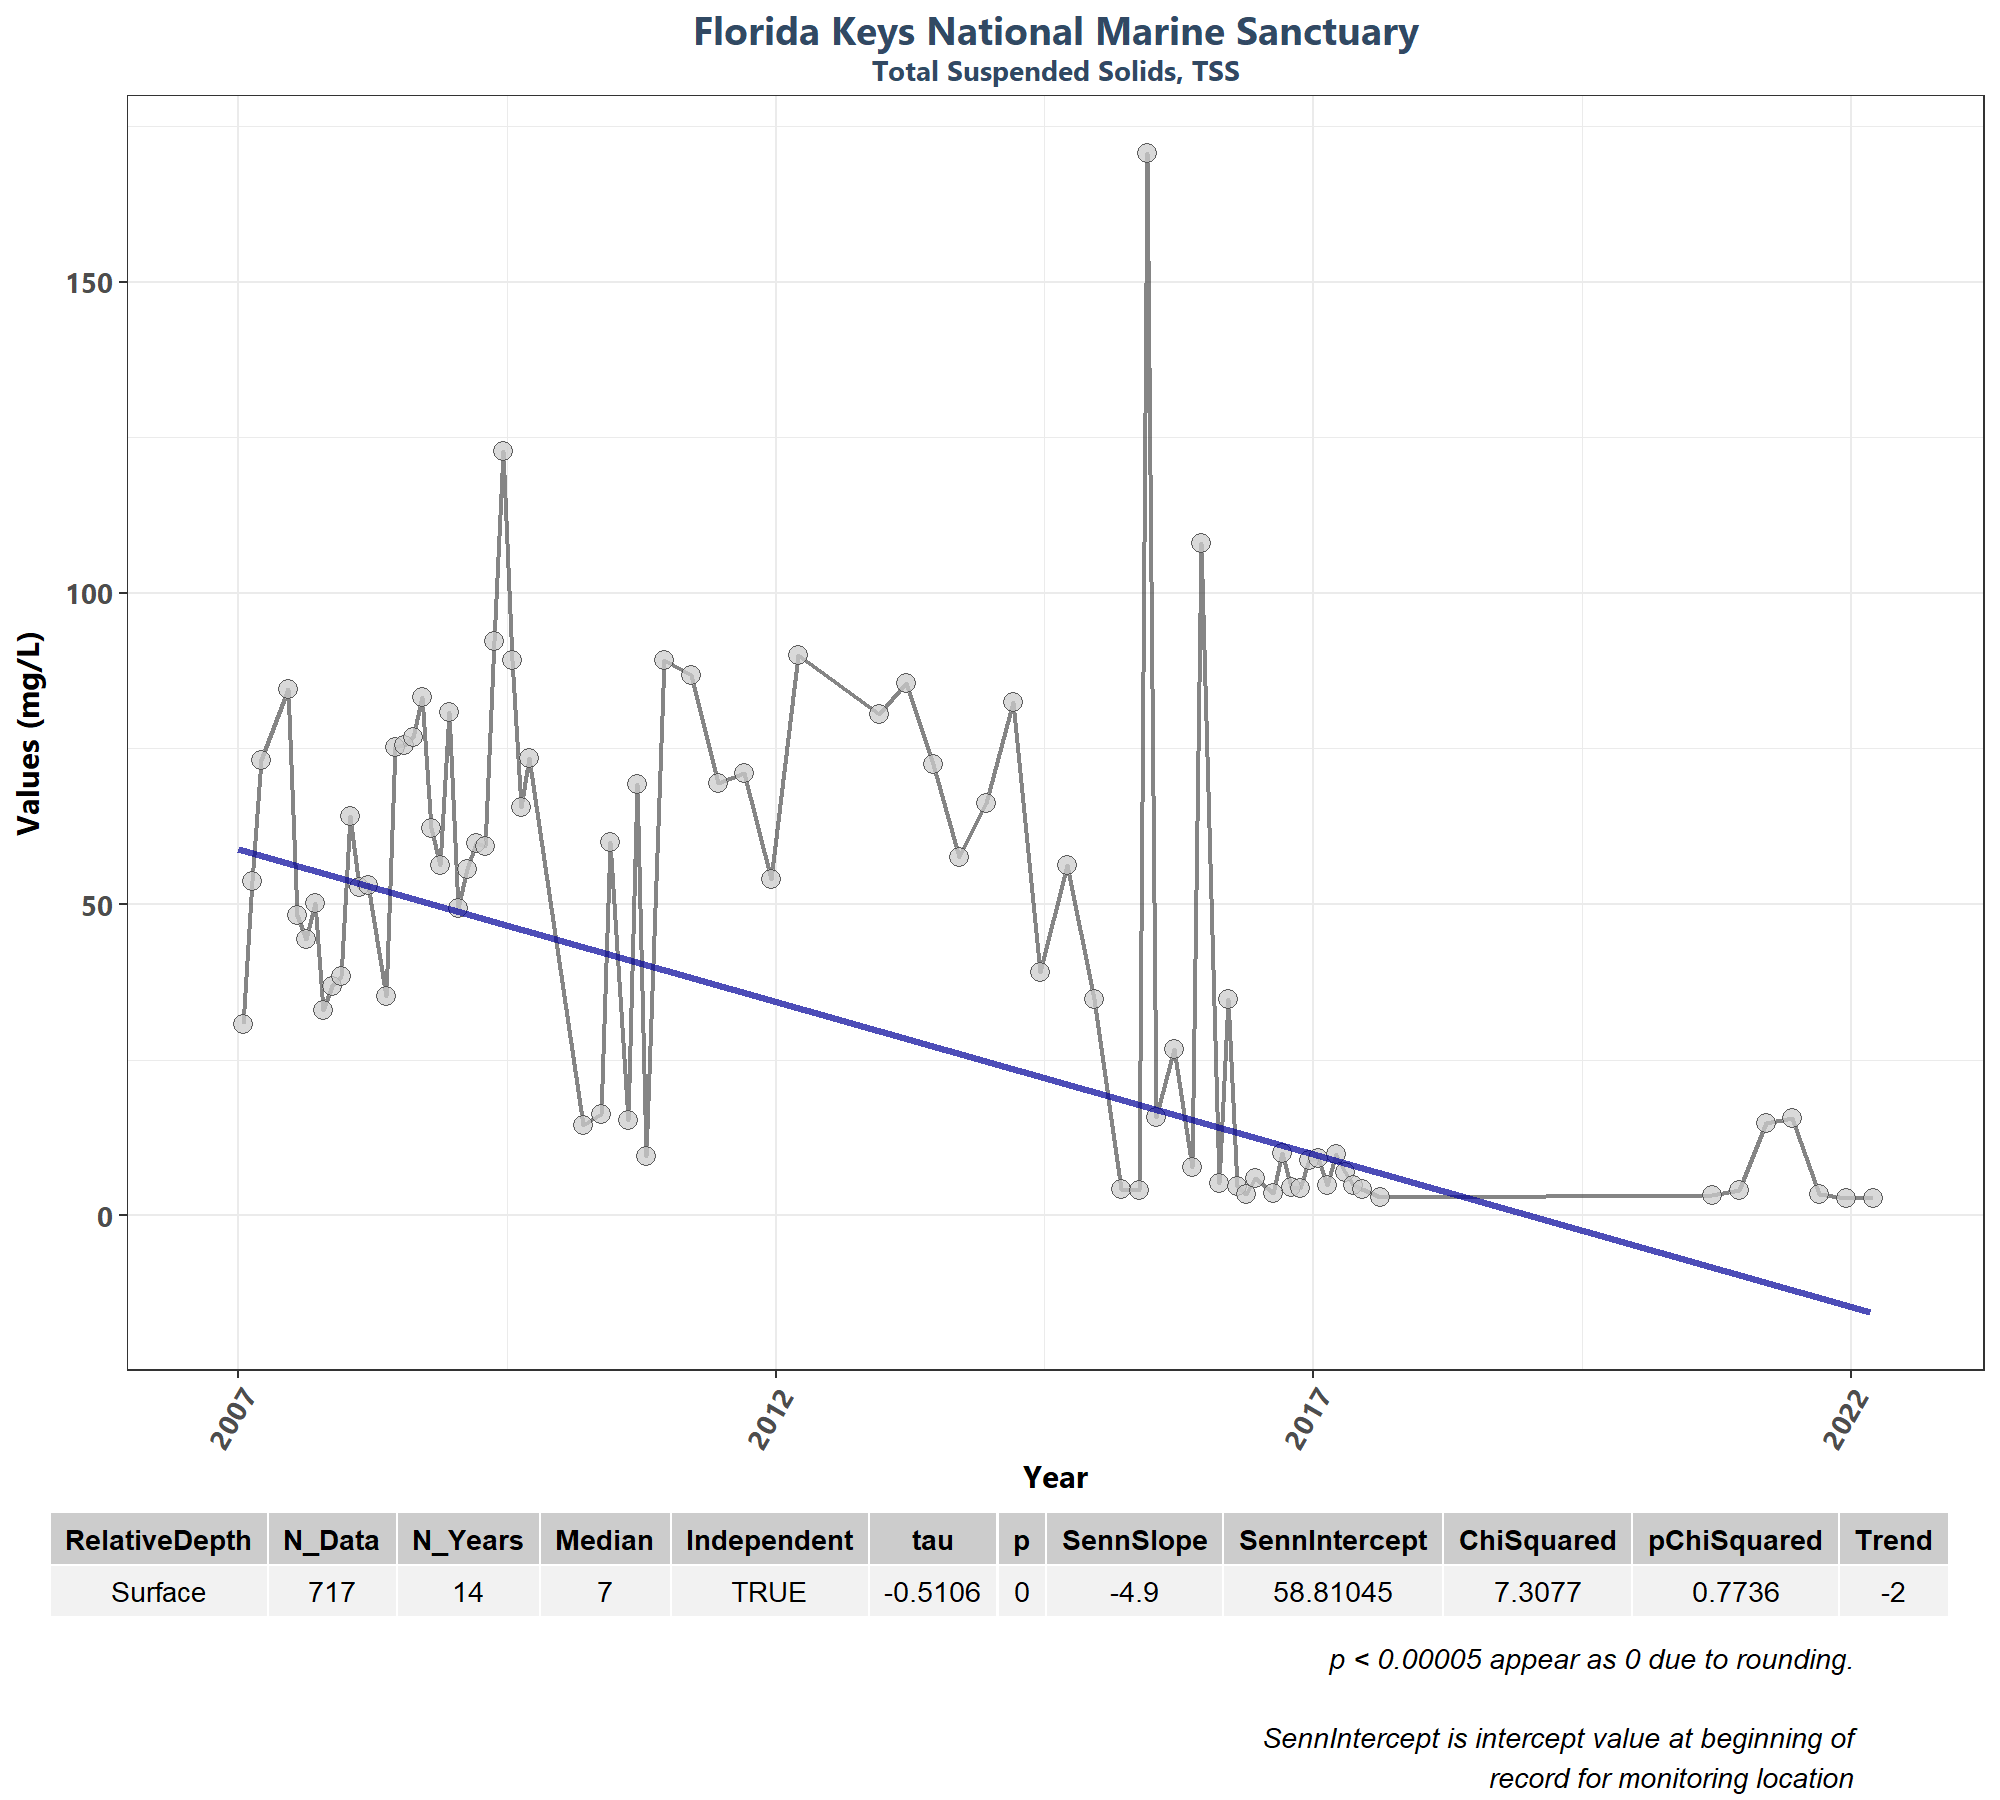 Florida Keys National Marine Sanctuary
Total Suspended Solids, TSS
Values (mg/L)
150
100
50
0
2007 2012 2017 2022
Year
RelativeDepth N_Data N_Years Median Independent tau p SennSlope SennIntercept ChiSquared pChiSquared Trend
Surface 717 14 7 TRUE -0.5106 0 -4.9 58.81045 7.3077 0.7736 -2
p < 0.00005 appear as 0 due to rounding.
SennIntercept is intercept value at beginning of
record for monitoring location